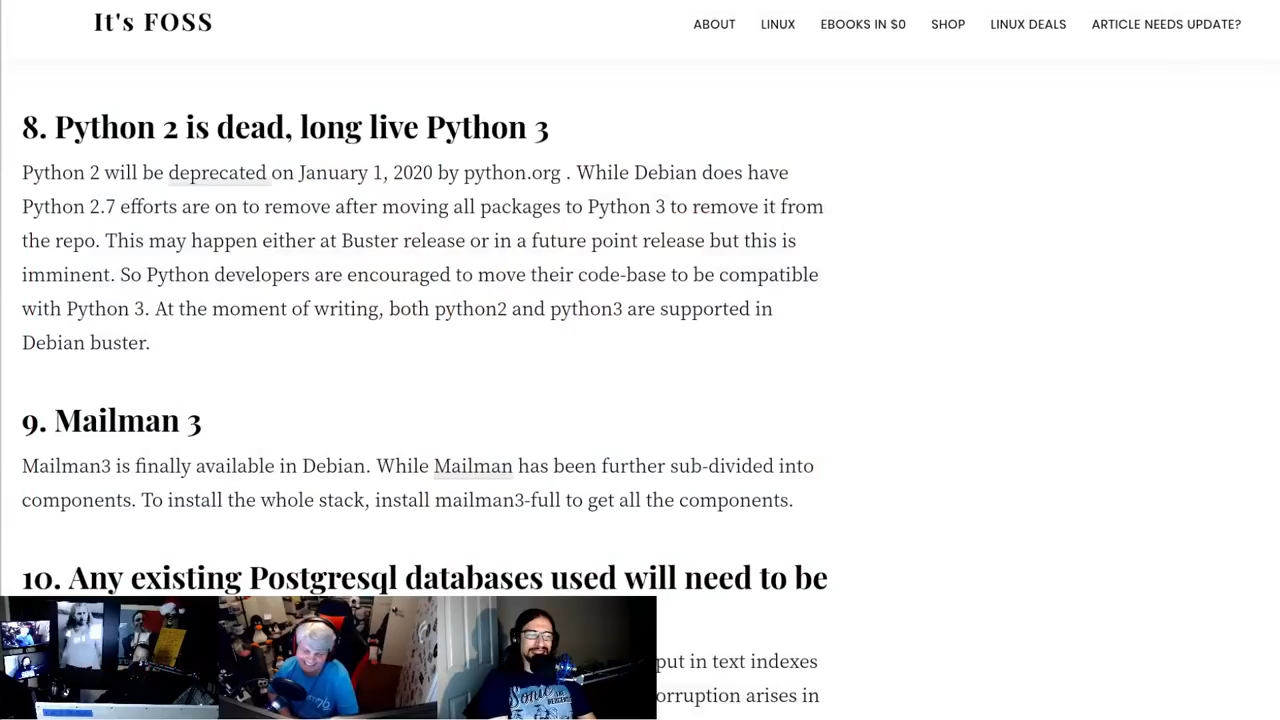 It's FOSS
ABOUT LINUX EBOOKS IN $0 SHOP LINUX DEALS ARTICLE NEEDS UPDATE?
8. Python 2 is dead, long live Python 3
Python 2 will be deprecated on January 1, 2020 by python.org . While Debian does have
Python 2.7 efforts are on to remove after moving all packages to Python 3 to remove it from
the repo. This may happen either at Buster release or in a future point release but this is
imminent. So Python developers are encouraged to move their code-base to be compatible
with Python 3. At the moment of writing, both python2 and python3 are supported in
Debian buster.
9. Mailman 3
Mailman3 is finally available in Debian. While Mailman has been further sub-divided into
components. To install the whole stack, install mailman3-full to get all the components.
10. Any existing Postgresql databases used will need to be
put in text indexes
orruption arises in
Sonic